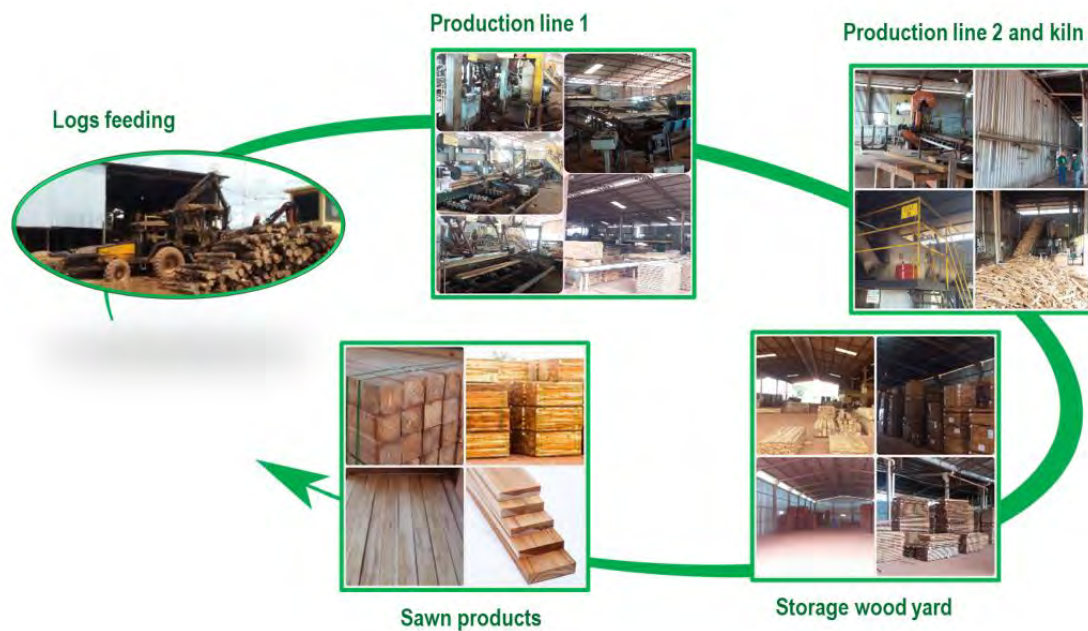 Production line 1
Production line 2 and kiln
Logs feeding
Sawn products
Storage wood yard